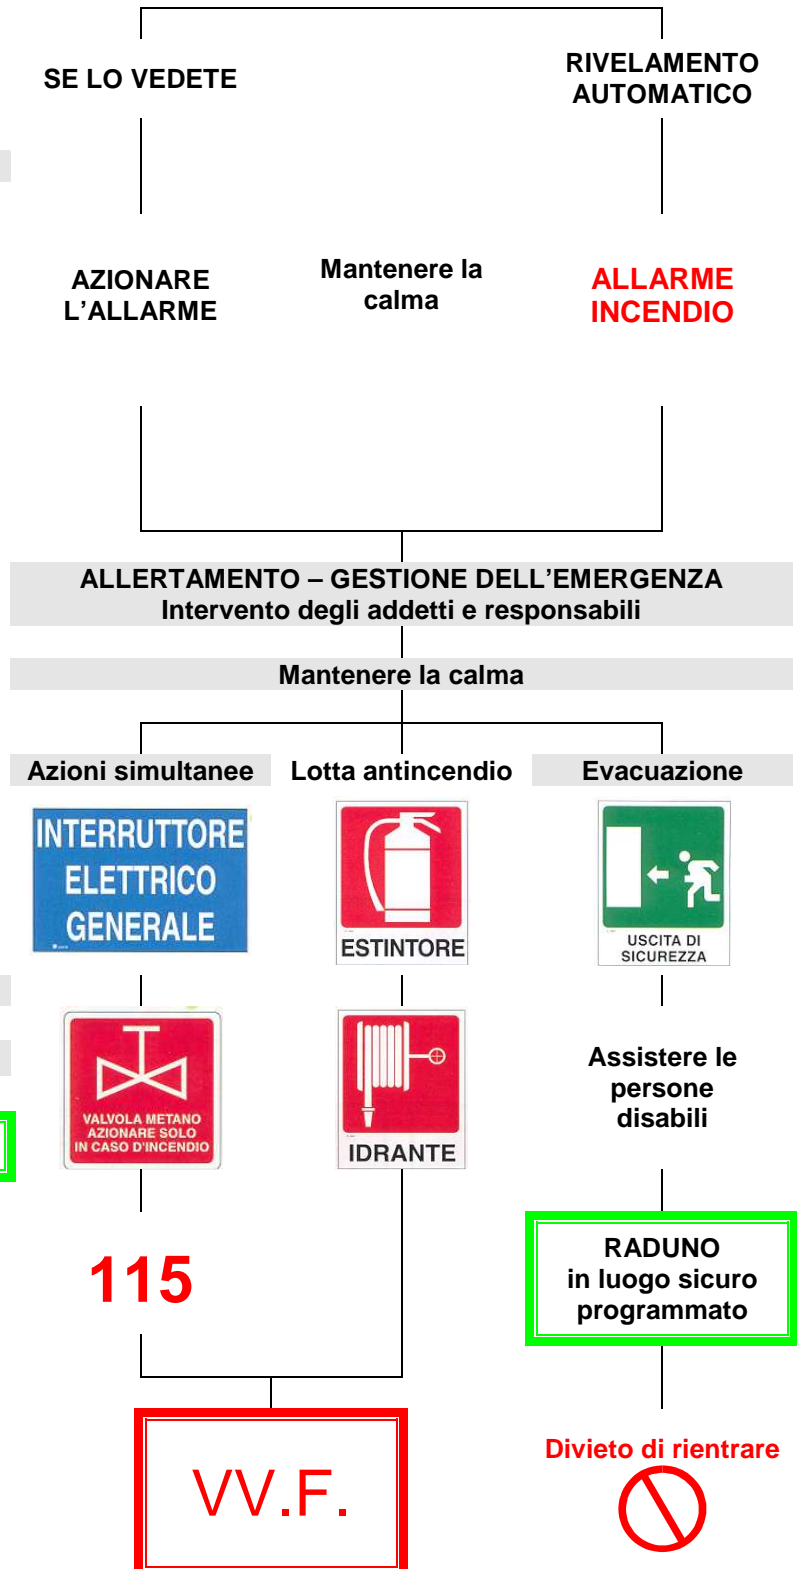 SE LO VEDETE
RIVELAMENTO
AUTOMATICO
AZIONARE
L'ALLARME
Mantenere la
calma
ALLARME
INCENDIO
ALLERTAMENTO – GESTIONE DELL'EMERGENZA
Intervento degli addetti e responsabili
Mantenere la calma
Azioni simultanee
Lotta antincendio
Evacuazione
INTERRUTTORE
ELETTRICO
GENERALE
ESTINTORE
USCITA DI
SICUREZZA
VALVOLA METANO
AZIONARE SOLO
IN CASO D'INCENDIO
IDRANTE
Assistere le
persone
disabili
115
RADUNO
in luogo sicuro
programmato
VV.F.
Divieto di rientrare